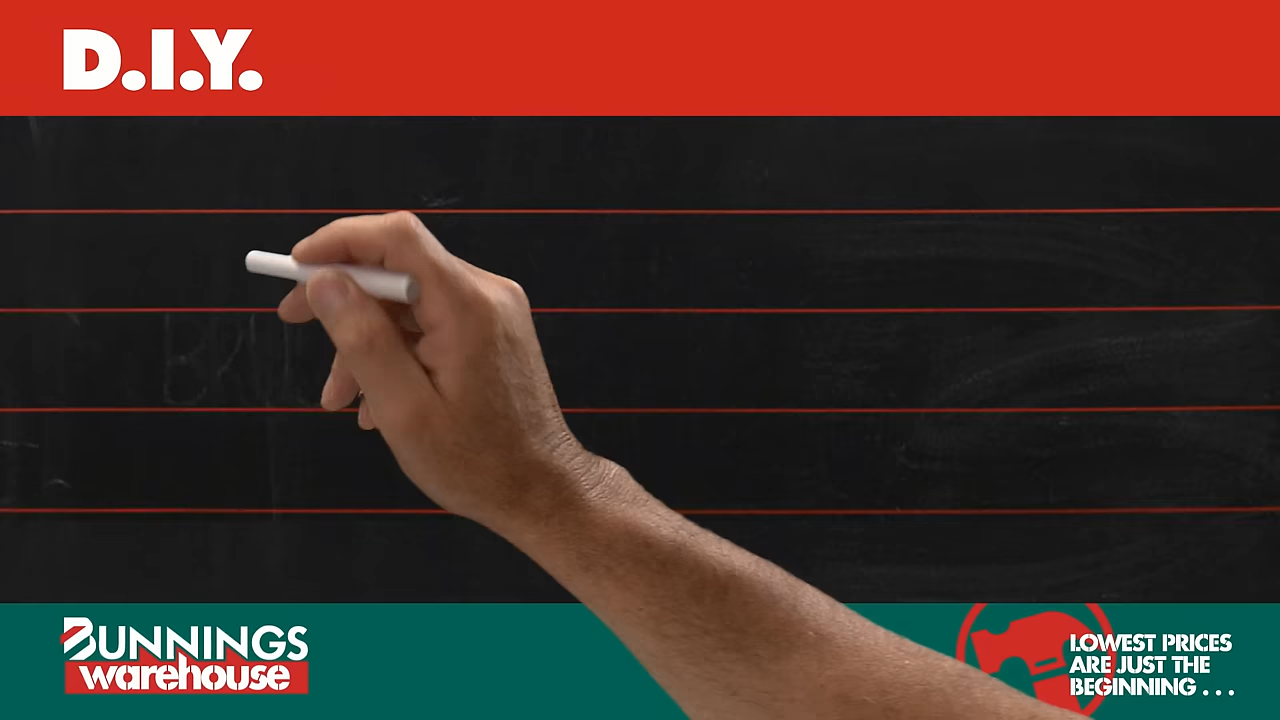 D.I.Y.
BUNNINGS
warehouse
LOWEST PRICES
ARE JUST THE
BEGINNING . . .